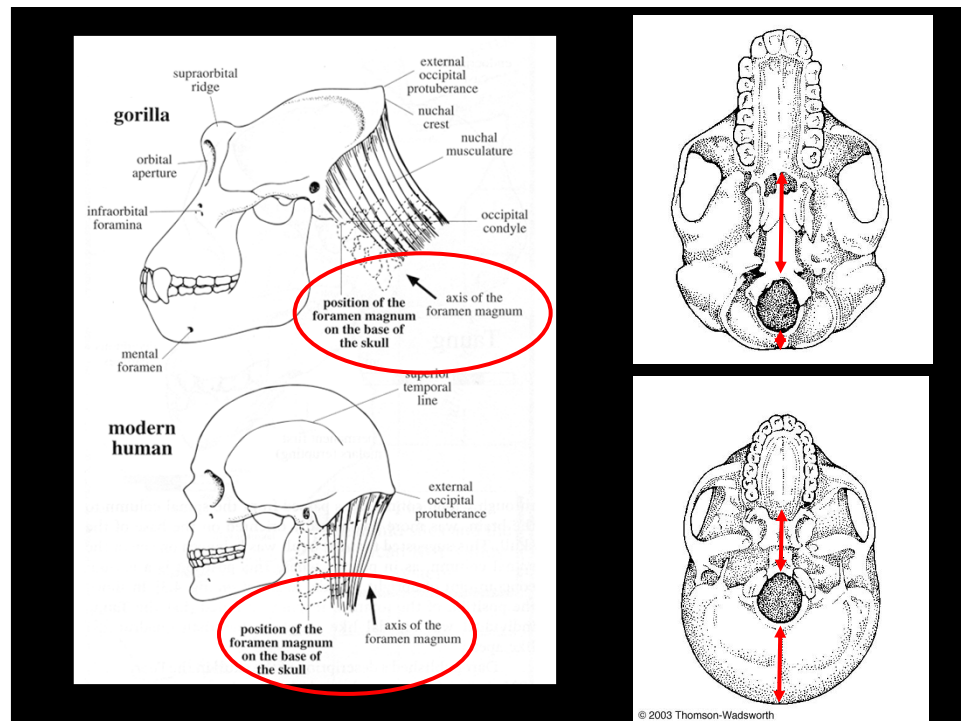 supraorbital
ridge
external
occipital
protuberance
gorilla
nuchal
crest
nuchal
musculature
orbital
aperture
infraorbital
foramina
occipital
condyle
position of the
foramen magnum
on the base of
the skull
axis of the
foramen magnum
mental
foramen
superior
temporal
line
modern
human
external
occipital
protuberance
position of the
foramen magnum
on the base of
the skull
axis of the
foramen magnum
© 2003 Thomson-Wadsworth